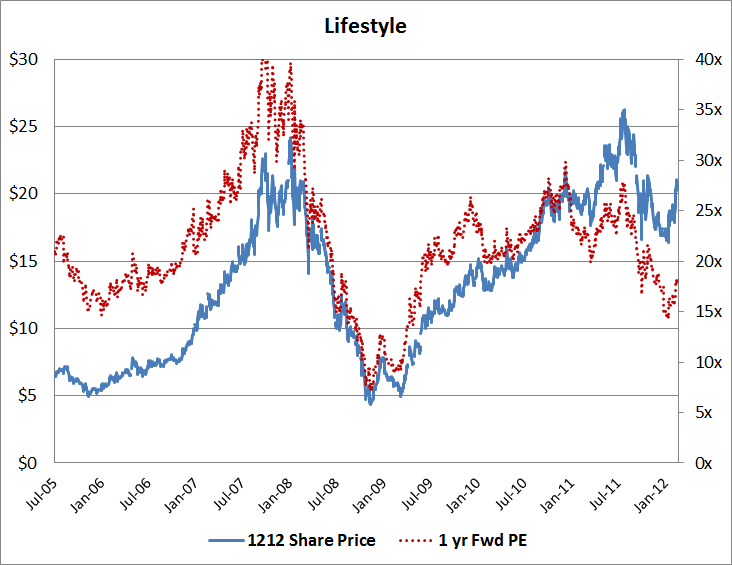 Lifestyle
$30
$25
$20
$15
$10
$5
$0
40x
35x
30x
25x
20x
15x
10x
5x
0x
Jul-05
Jan-06
Jul-06
Jan-07
Jul-07
Jan-08
Jul-08
Jan-09
Jul-09
Jan-10
Jul-10
Jan-11
Jul-11
Jan-12
1212 Share Price
1 yr Fwd PE